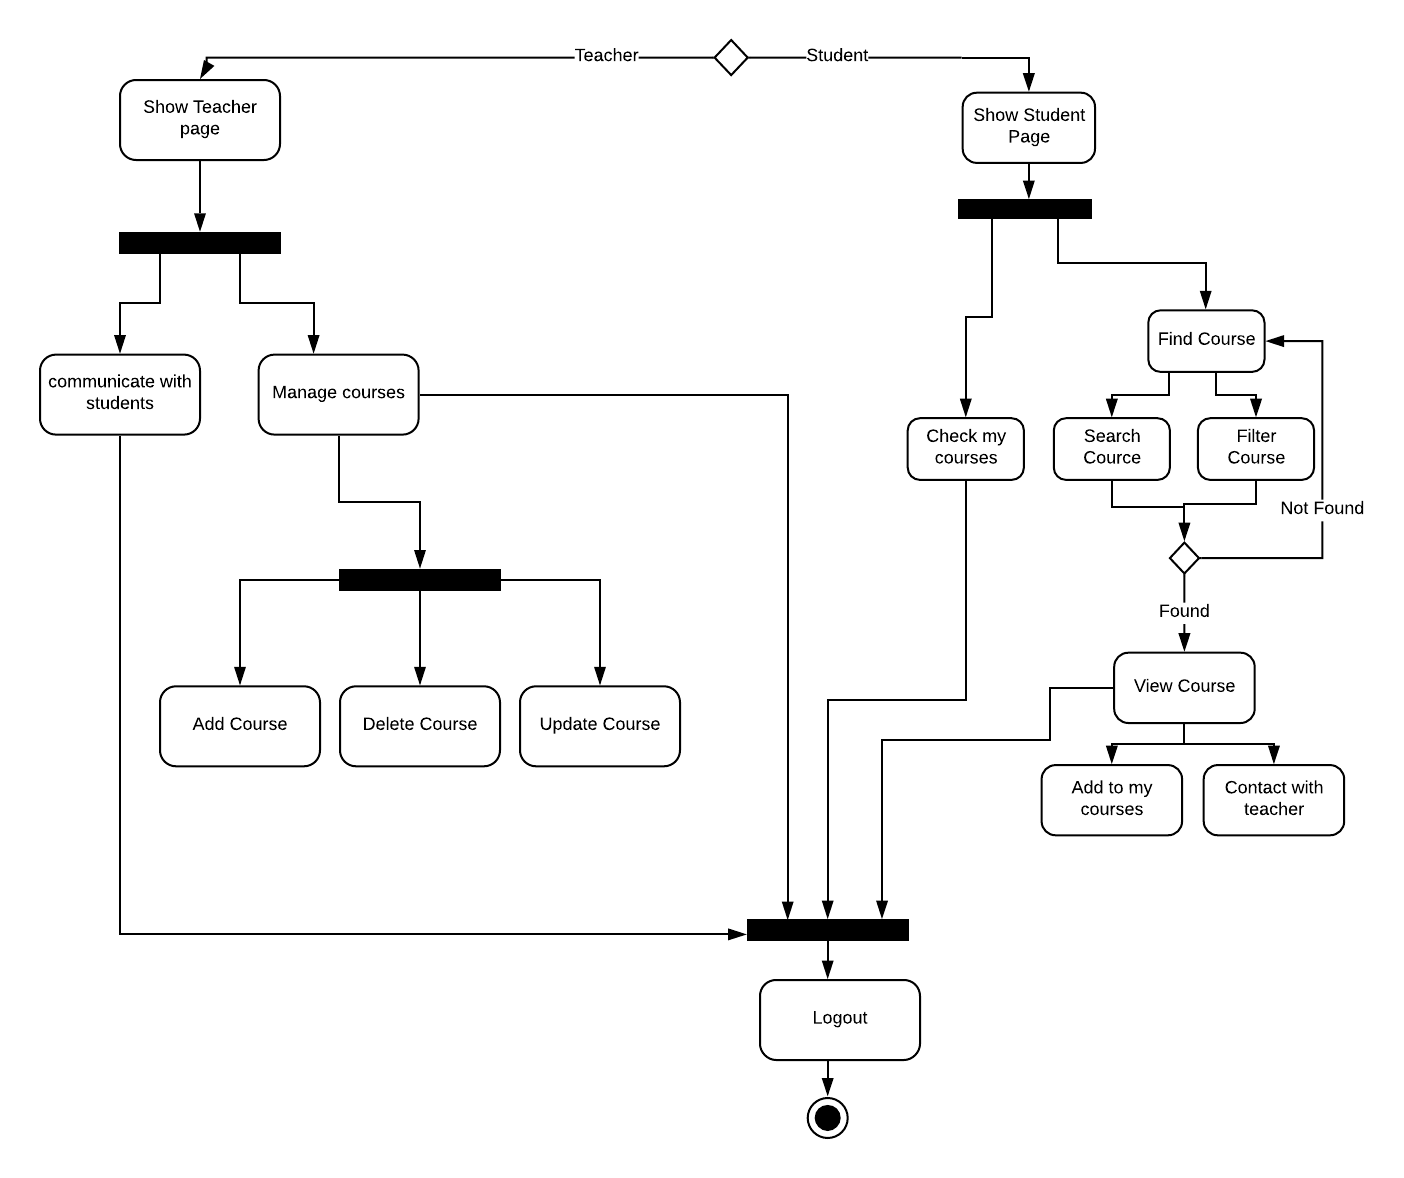 Teacher
Student
Show Teacher
page
Show Student
Page
communicate with
students
Manage courses
Find Course
Check my
courses
Search
Cource
Filter
Course
Not Found
Found
View Course
Add Course
Delete Course
Update Course
Add to my
courses
Contact with
teacher
Logout